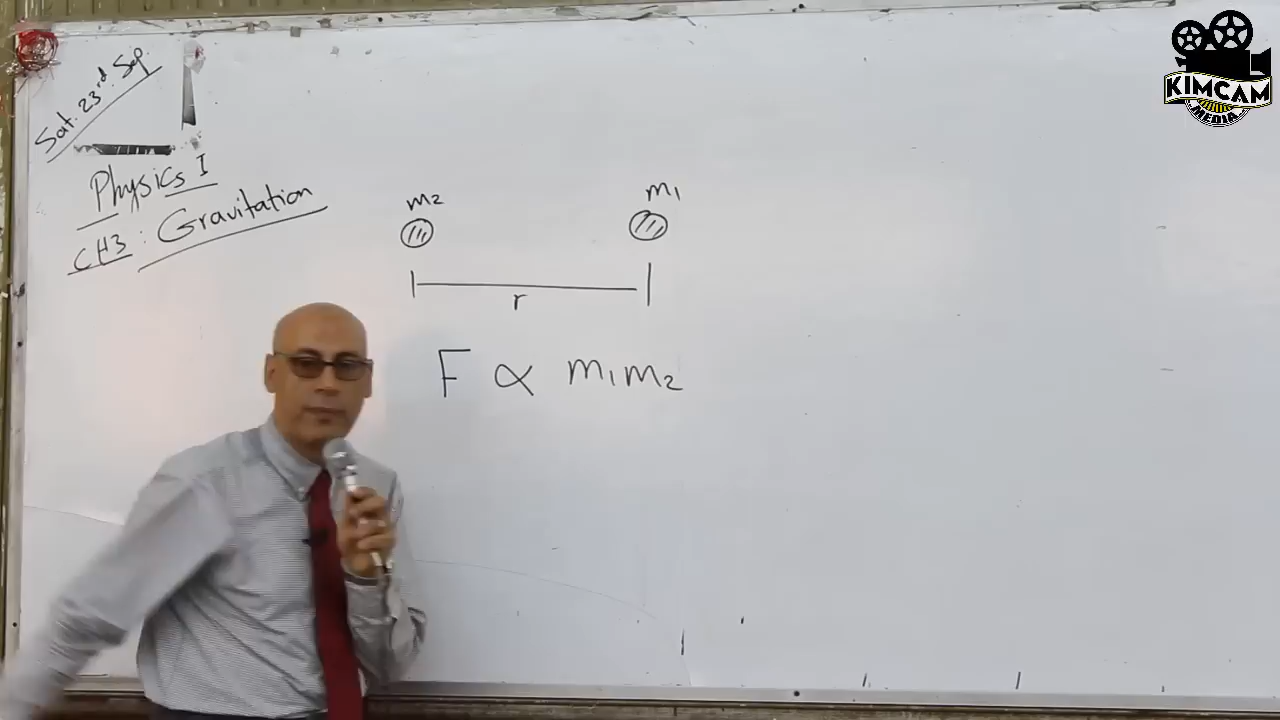 Sat. 23rd. Sep.
Physics I
CH3: Gravitation
m2
m1
r
F ∝ m1m2
KIMCAM
MEDIA